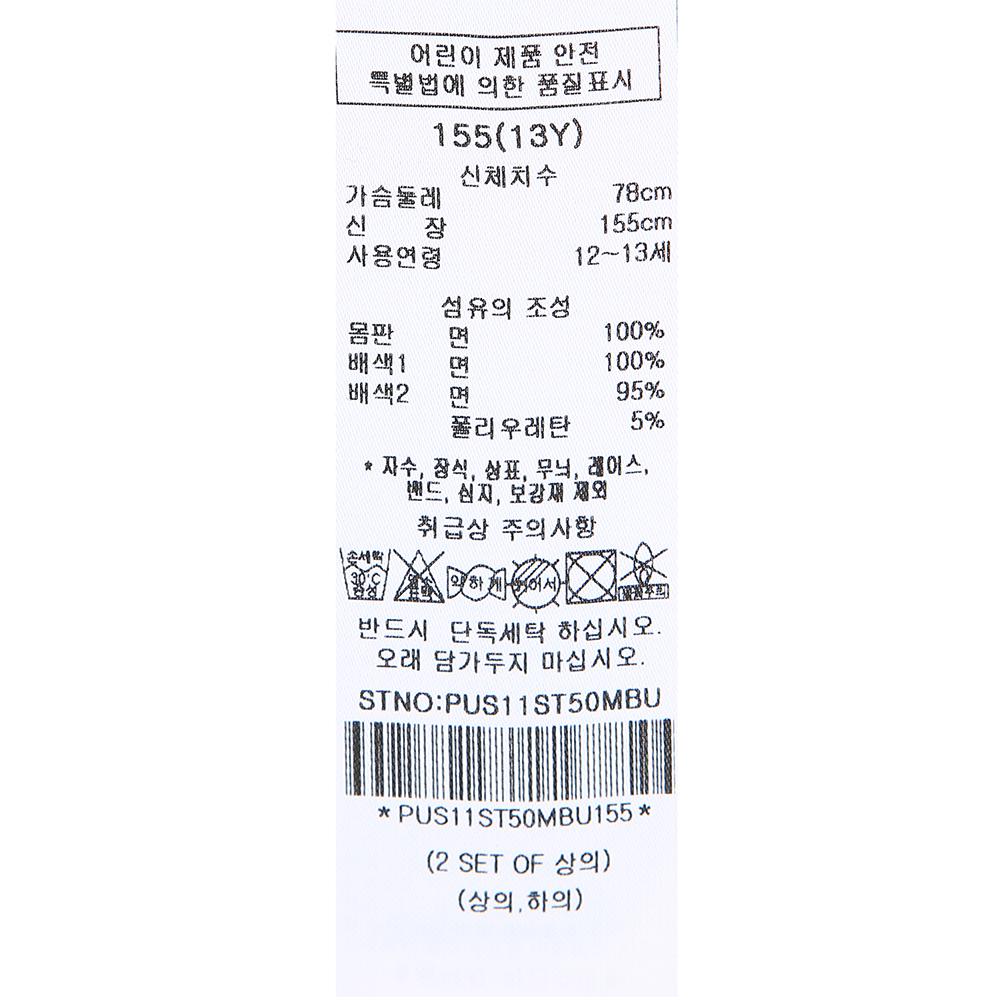 어린이 제품 안전
특별법에 의한 품질표시
155(13Y)
신체치수
가슴둘레 78cm
신 장 155cm
사용연령 12~13세
섬유의 조성
몸판 면 100%
배색1 면 100%
배색2 면 95%
폴리우레탄 5%
* 자수, 장식, 상표, 무늬, 레이스,
밴드, 심지, 보강재 제외
취급상 주의사항
손세탁 30℃ 중성 약하게
반드시 단독세탁 하십시오.
오래 담가두지 마십시오.
STNO:PUS11ST50MBU
*PUS11ST50MBU155*
(2 SET OF 상의)
(상의,하의)